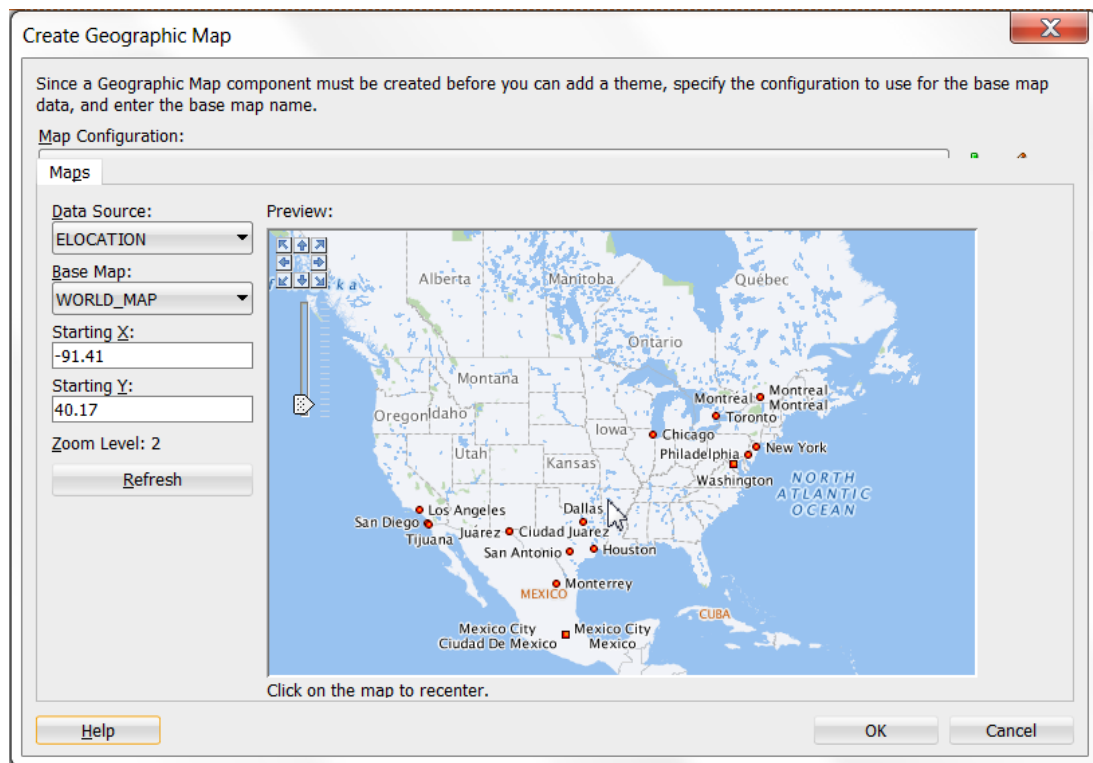 Create Geographic Map
Since a Geographic Map component must be created before you can add a theme, specify the configuration to use for the base map
data, and enter the base map name.
Map Configuration:
Maps
Data Source:
ELOCATION
Base Map:
WORLD_MAP
Starting X:
-91.41
Starting Y:
40.17
Zoom Level: 2
Refresh
Preview:
Alberta
Manitoba
Québec
Ontario
Montana
Montreal
Montreal
Montreal
Toronto
Oregon
Idaho
Iowa
Chicago
New York
Philadelphia
Utah
Kansas
Washington
NORTH
ATLANTIC
OCEAN
Los Angeles
Dallas
San Diego
Tijuana
Juárez
Ciudad Juarez
San Antonio
Houston
Monterrey
MEXICO
CUBA
Mexico City
Ciudad De Mexico
Mexico City
Mexico
Click on the map to recenter.
Help
OK
Cancel